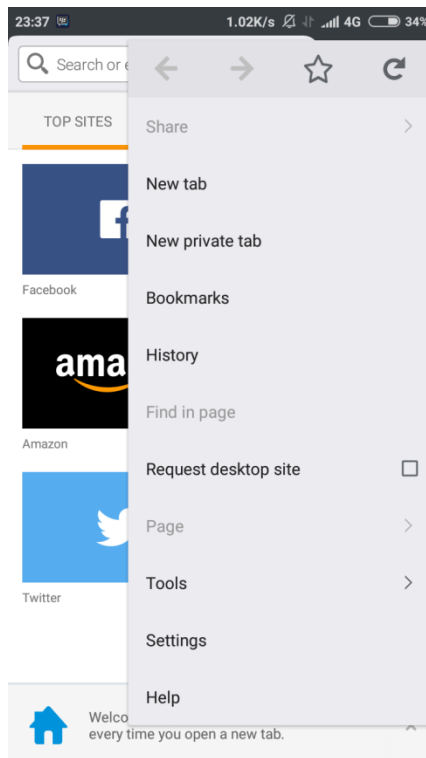 23:37 1.02K/s 4G 34%
Search or e
TOP SITES
Share
New tab
New private tab
Facebook
Bookmarks
History
ama
Find in page
Amazon
Request desktop site
Page
Tools
Twitter
Settings
Help
Welco
every time you open a new tab.